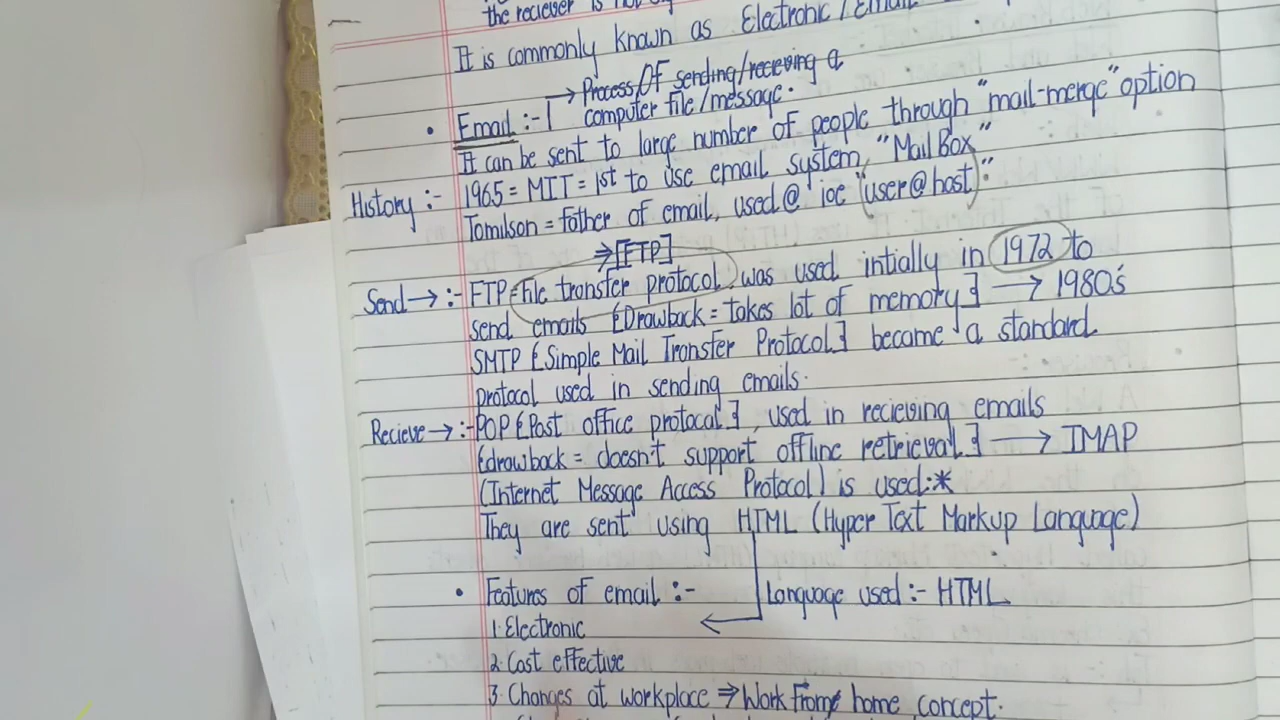 the reciever is
It is commonly known as Electronic/Email
→ Process Of sending/receving a
computer file/message.
• Email :-
It can be sent to large number of people through "mail-merge" option
History :- 1965 = MIT = 1st to use email system, "Mail Box"
Tomilson = father of email, used @ ioe "user@host":
⇒ [FTP]
Send → :- FTP = file transfer protocol, was used intially in 1972 to
send emails [Drawback = takes lot of memory] → 1980's
SMTP [Simple Mail Transfer Protocol] became a standard
protocol used in sending emails.
Recieve → :- POP [Post office protocal], used in recieving emails
[drawback = doesn't support offline retrieval] → IMAP
(Internet Message Access Protocol) is used:*
They are sent using HTML (Hyper Text Markup Language)
• Features of email :- Language used :- HTML
1. Electronic
2. Cost effective
3. Changes at workplace ⇒ Work from home concept.